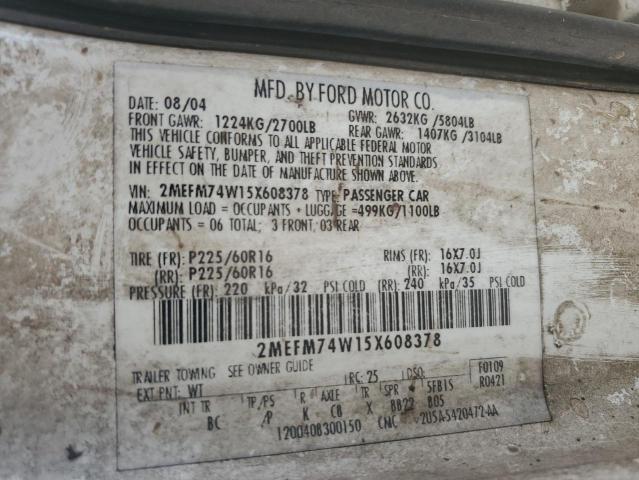 MFD. BY FORD MOTOR CO.
DATE: 08/04 GVWR: 2632KG/5804LB
FRONT GAWR: 1224KG/2700LB REAR GAWR: 1407KG/3104LB
THIS VEHICLE CONFORMS TO ALL APPLICABLE FEDERAL MOTOR
VEHICLE SAFETY, BUMPER, AND THEFT PREVENTION STANDARDS
IN EFFECT ON THE DATE OF MANUFACTURE SHOWN ABOVE.
VIN: 2MEFM74W15X608378 TYPE: PASSENGER CAR
MAXIMUM LOAD = OCCUPANTS + LUGGAGE =499KG/1100LB
OCCUPANTS = 06 TOTAL; 3 FRONT, 03 REAR
TIRE (FR): P225/60R16 RIMS (FR): 16X7.0J
(RR): P225/60R16 (RR): 16X7.0J
PRESSURE (FR): 220 kPa/32 PSI COLD (RR): 240 kPa/35 PSI COLD
2MEFM74W15X608378
TRAILER TOWING SEE OWNER GUIDE F0109
EXT PNT: WT RC: 25 DSO: R0421
INT TR TP/PS R AXLE TR SPR
BC /P K CB X BB22 B05
1200408300150 CMC 2U5A-5420472-AA